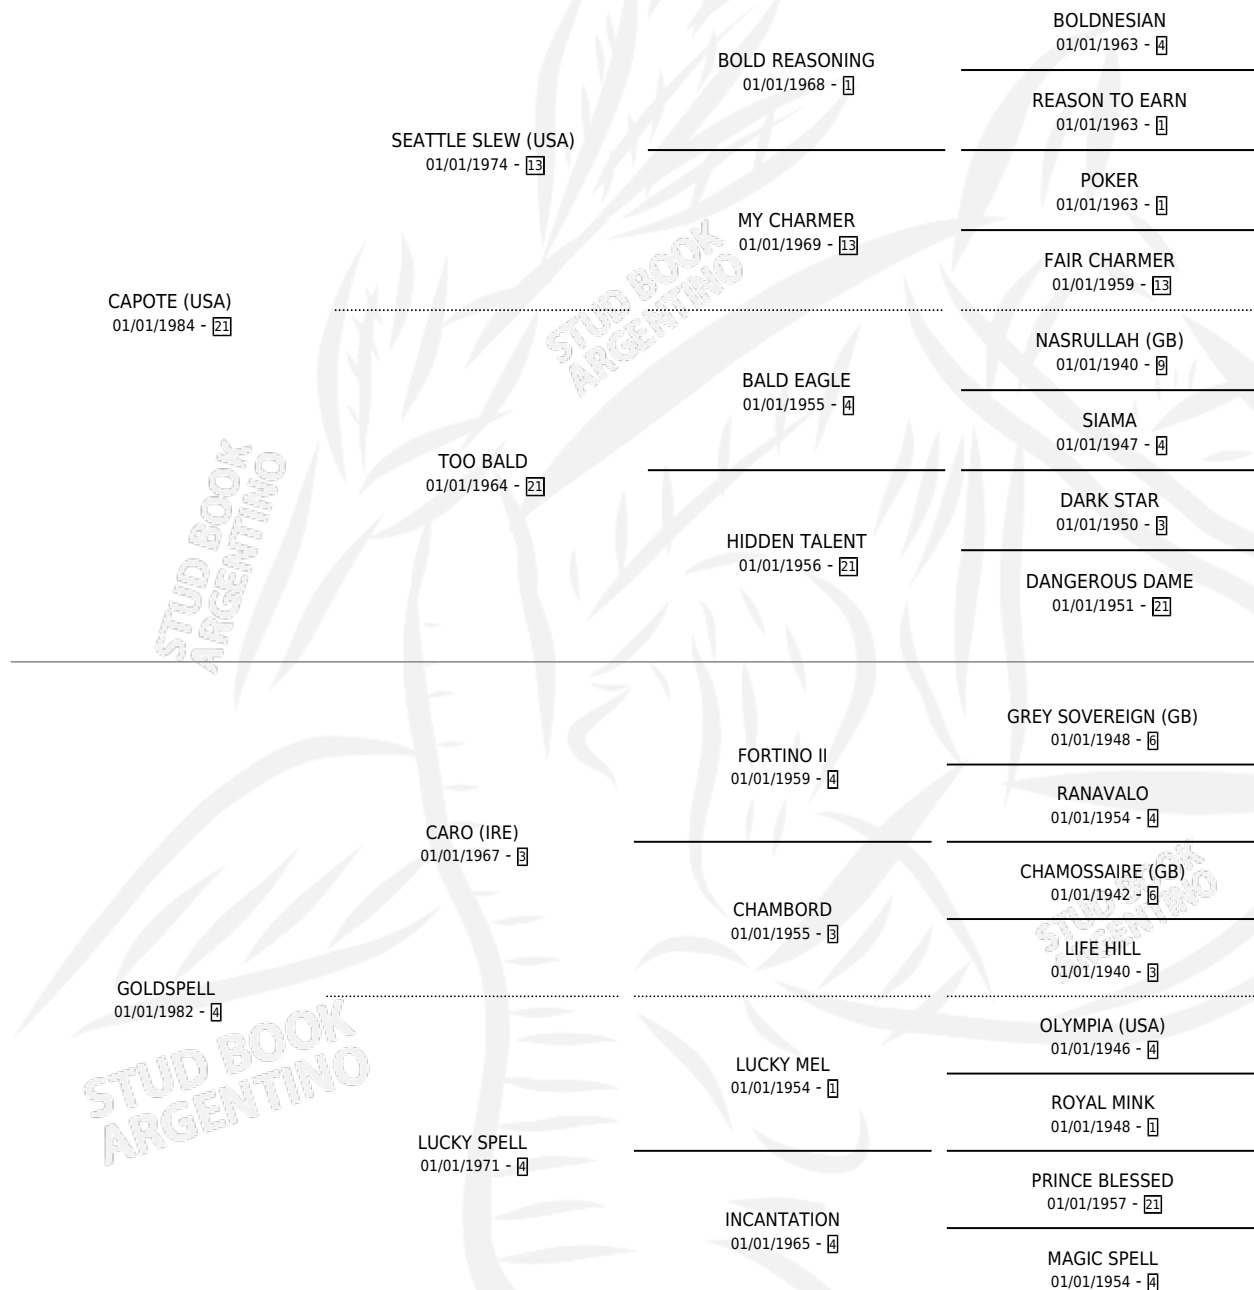 BOLDNESIAN
01/01/1963 - 4
BOLD REASONING
01/01/1968 - 1
REASON TO EARN
01/01/1963 - 1
SEATTLE SLEW (USA)
01/01/1974 - 13
POKER
01/01/1963 - 1
MY CHARMER
01/01/1969 - 13
FAIR CHARMER
01/01/1959 - 13
CAPOTE (USA)
01/01/1984 - 21
NASRULLAH (GB)
01/01/1940 - 9
BALD EAGLE
01/01/1955 - 4
SIAMA
01/01/1947 - 4
TOO BALD
01/01/1964 - 21
DARK STAR
01/01/1950 - 3
HIDDEN TALENT
01/01/1956 - 21
DANGEROUS DAME
01/01/1951 - 21
GREY SOVEREIGN (GB)
01/01/1948 - 6
FORTINO II
01/01/1959 - 4
RANAVALO
01/01/1954 - 4
CARO (IRE)
01/01/1967 - 3
CHAMOSSAIRE (GB)
01/01/1942 - 6
CHAMBORD
01/01/1955 - 3
LIFE HILL
01/01/1940 - 3
GOLDSPELL
01/01/1982 - 4
OLYMPIA (USA)
01/01/1946 - 4
LUCKY MEL
01/01/1954 - 1
ROYAL MINK
01/01/1948 - 1
LUCKY SPELL
01/01/1971 - 4
PRINCE BLESSED
01/01/1957 - 21
INCANTATION
01/01/1965 - 4
MAGIC SPELL
01/01/1954 - 4
STUD BOOK
ARGENTINO
STUD BOOK
ARGENTINO
STUD BOOK
ARGENTINO
STUD BOOK
ARGENTINO